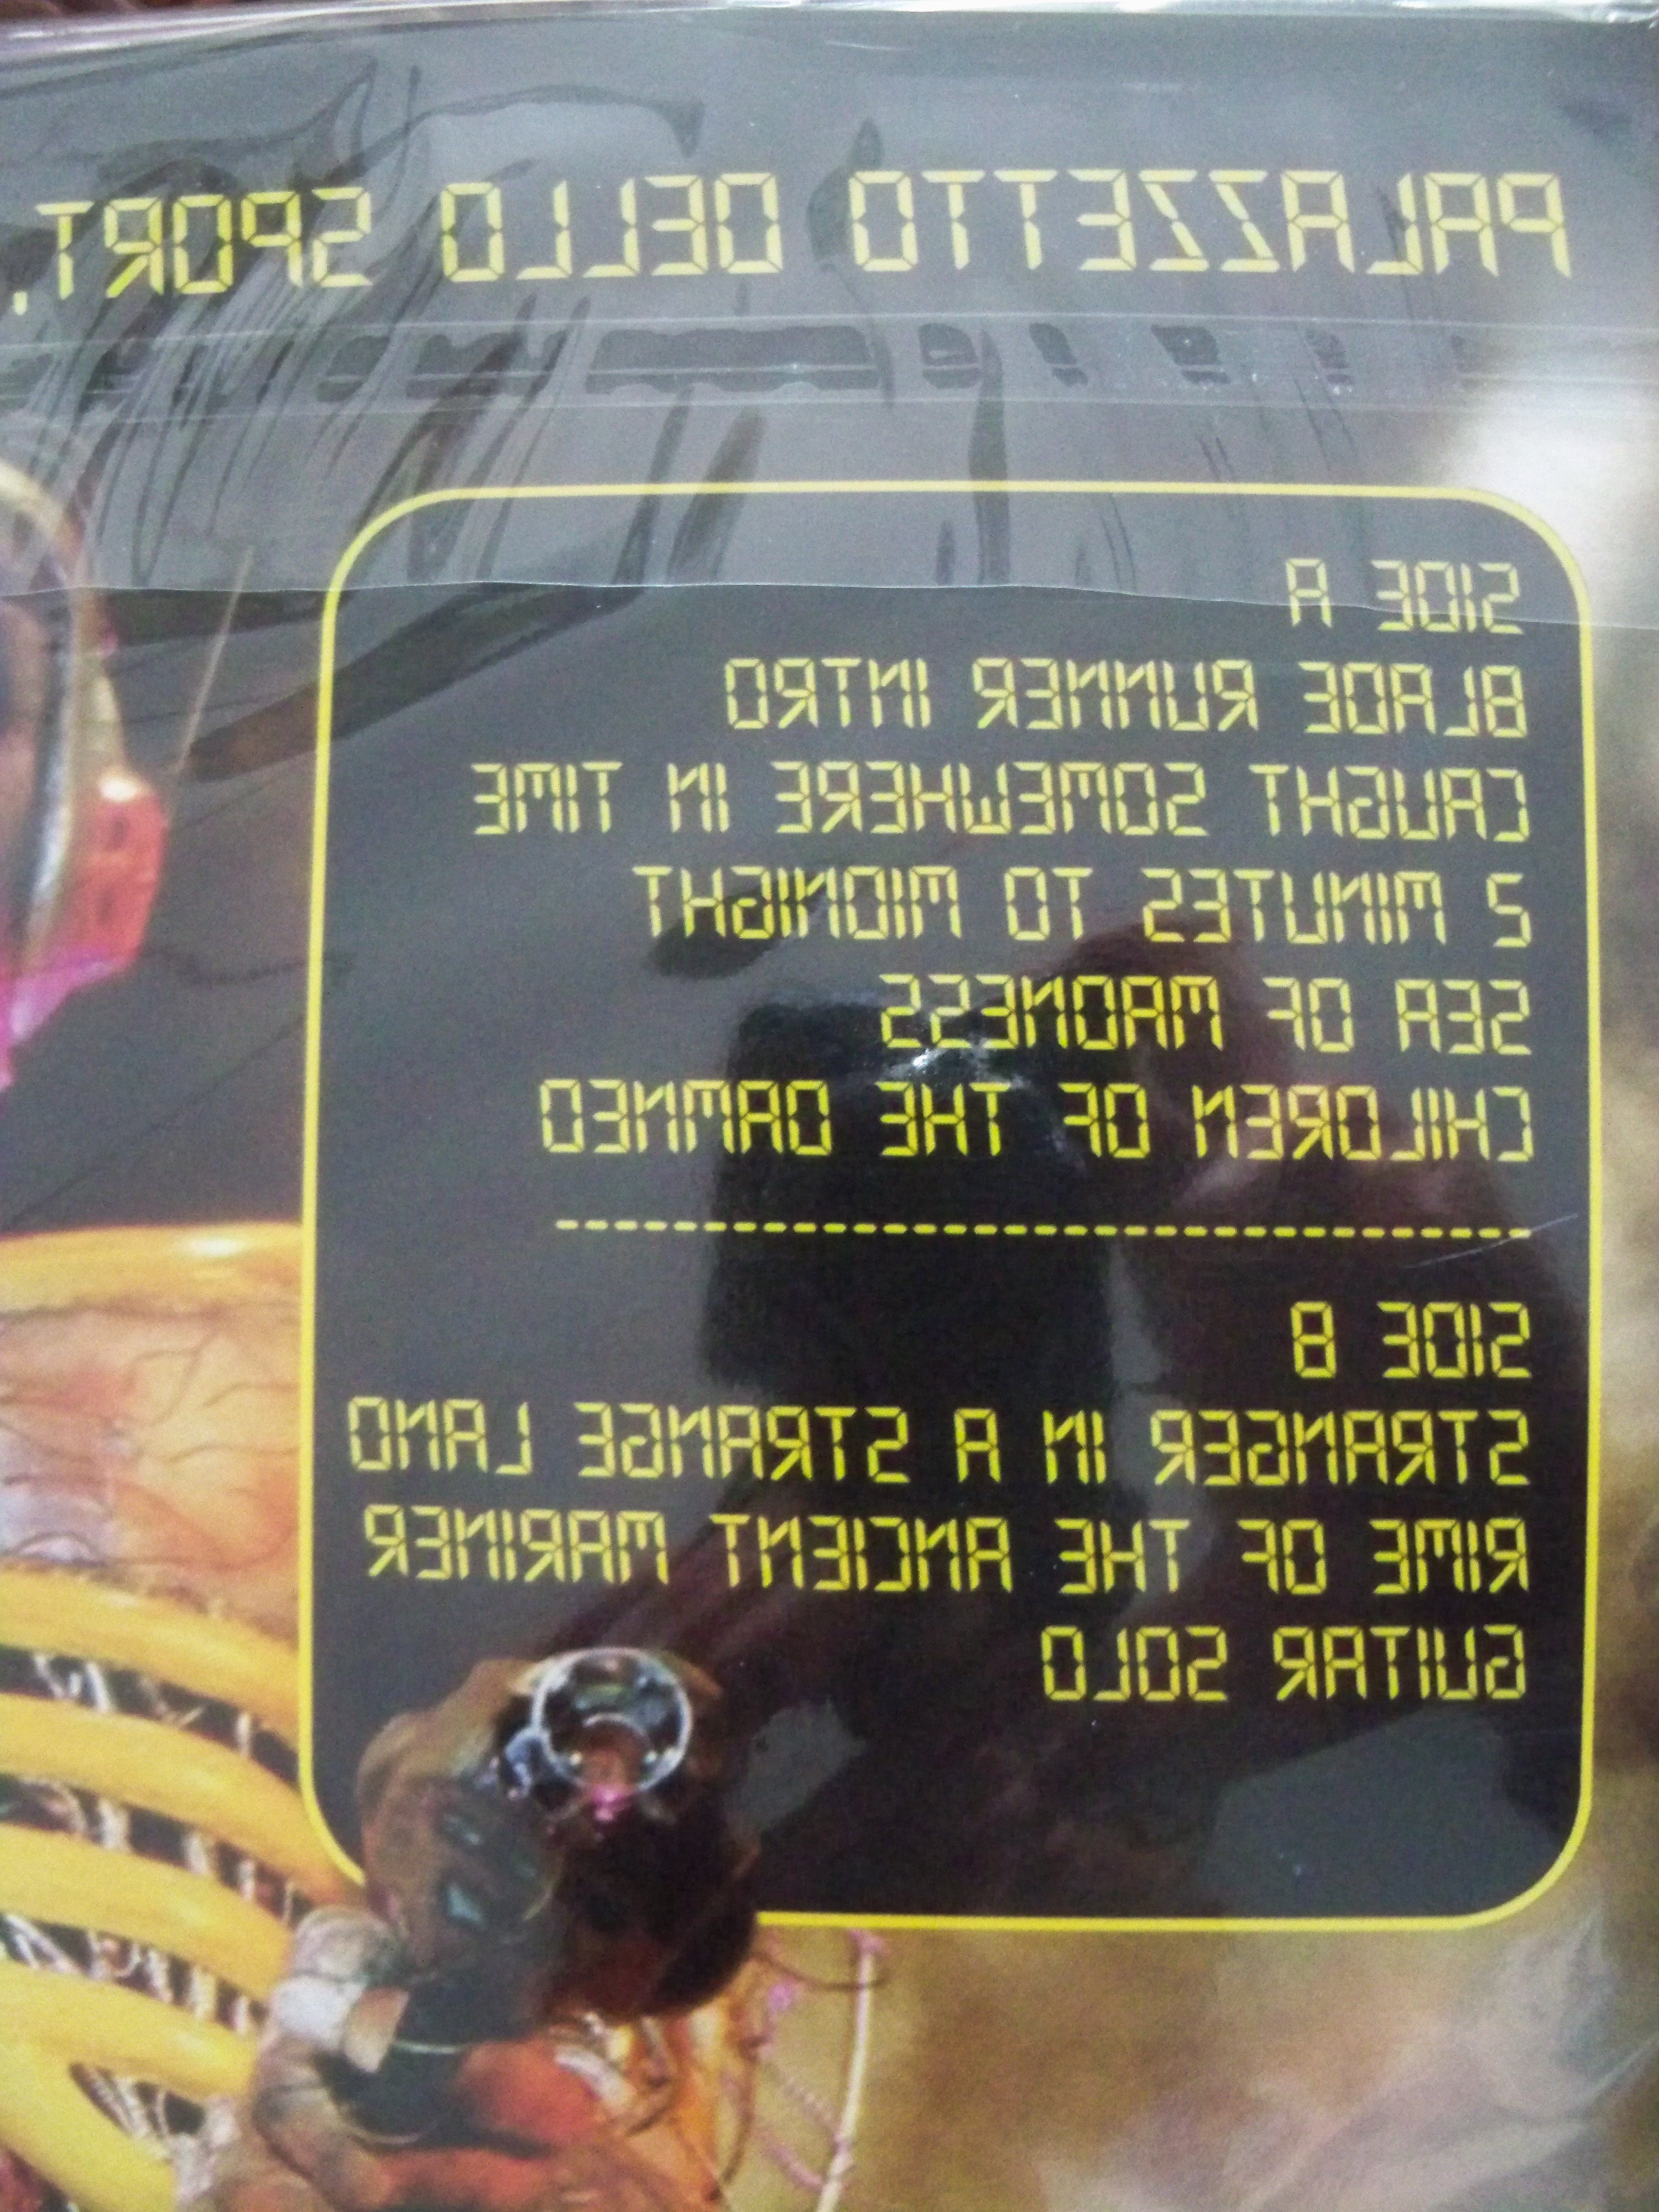 PALAZZETTO DELLO SPORT,
SIDE A
BLADE RUNNER INTRO
CAUGHT SOMEWHERE IN TIME
2 MINUTES TO MIDNIGHT
SEA OF MADNESS
CHILDREN OF THE DAMNED
SIDE B
STRANGER IN A STRANGE LAND
RIME OF THE ANCIENT MARINER
GUITAR SOLO